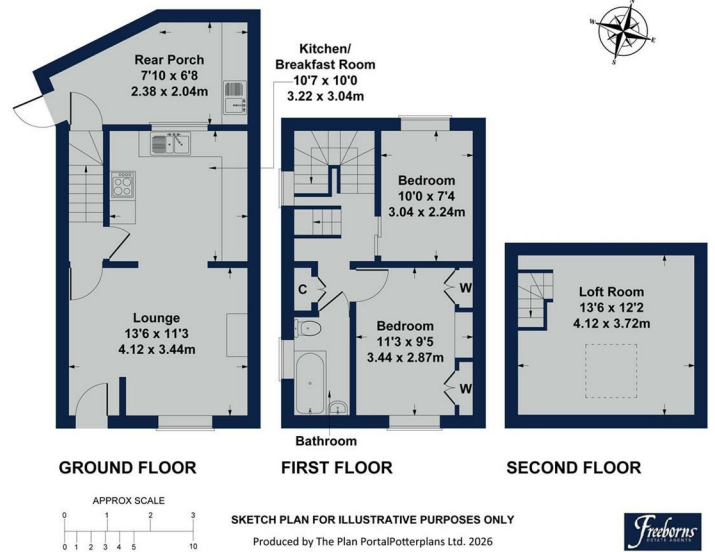 Rear Porch
7'10 x 6'8
2.38 x 2.04m
Kitchen/
Breakfast Room
10'7 x 10'0
3.22 x 3.04m
N
W
E
S
Lounge
13'6 x 11'3
4.12 x 3.44m
Bedroom
10'0 x 7'4
3.04 x 2.24m
C
W
Bedroom
11'3 x 9'5
3.44 x 2.87m
W
Bathroom
Loft Room
13'6 x 12'2
4.12 x 3.72m
GROUND FLOOR
FIRST FLOOR
SECOND FLOOR
APPROX SCALE
0 1 2 3
0 1 2 3 4 5 10
SKETCH PLAN FOR ILLUSTRATIVE PURPOSES ONLY
Produced by The Plan PortalPotterplans Ltd. 2026
Freeborns
ESTATE AGENTS